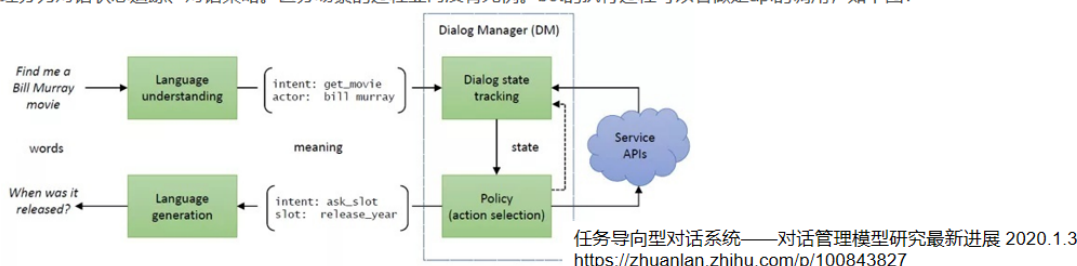 Dialog Manager (DM)
Find me a
Bill Murray
movie
Language
understanding
intent: get_movie
actor: bill murray
Dialog state
tracking
Service
APIs
words
meaning
state
When was it
released?
Language
generation
intent: ask_slot
slot: release_year
Policy
(action selection)
任务导向型对话系统——对话管理模型研究最新进展 2020.1.3
https://zhuanlan.zhihu.com/p/100843827